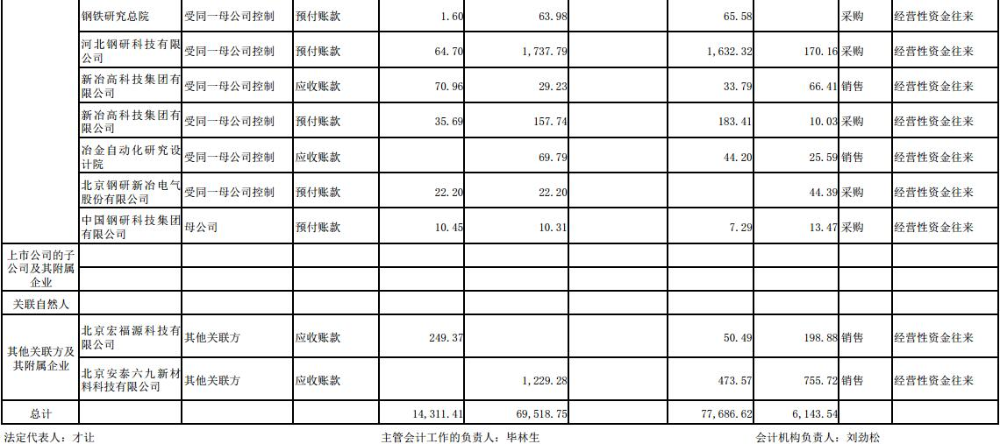 钢铁研究总院 受同一母公司控制 预付账款 1.60 63.98 65.58 采购 经营性资金往来
河北钢研科技有限
公司 受同一母公司控制 预付账款 64.70 1,737.79 1,632.32 170.16 采购 经营性资金往来
新冶高科技集团有
限公司 受同一母公司控制 应收账款 70.96 29.23 33.79 66.41 销售 经营性资金往来
新冶高科技集团有
限公司 受同一母公司控制 预付账款 35.69 157.74 183.41 10.03 采购 经营性资金往来
冶金自动化研究设
计院 受同一母公司控制 应收账款 69.79 44.20 25.59 销售 经营性资金往来
北京钢研新冶电气
股份有限公司 受同一母公司控制 预付账款 22.20 22.20 44.39 采购 经营性资金往来
中国钢研科技集团
有限公司 母公司 预付账款 10.45 10.31 7.29 13.47 采购 经营性资金往来
上市公司的子
公司及其附属
企业
关联自然人
其他关联方及
其附属企业
北京宏福源科技有
限公司 其他关联方 应收账款 249.37 50.49 198.88 销售 经营性资金往来
北京安泰六九新材
料科技有限公司 其他关联方 应收账款 1,229.28 473.57 755.72 销售 经营性资金往来
总计 14,311.41 69,518.75 77,686.62 6,143.54
法定代表人：才让 主管会计工作的负责人：毕林生 会计机构负责人：刘劲松